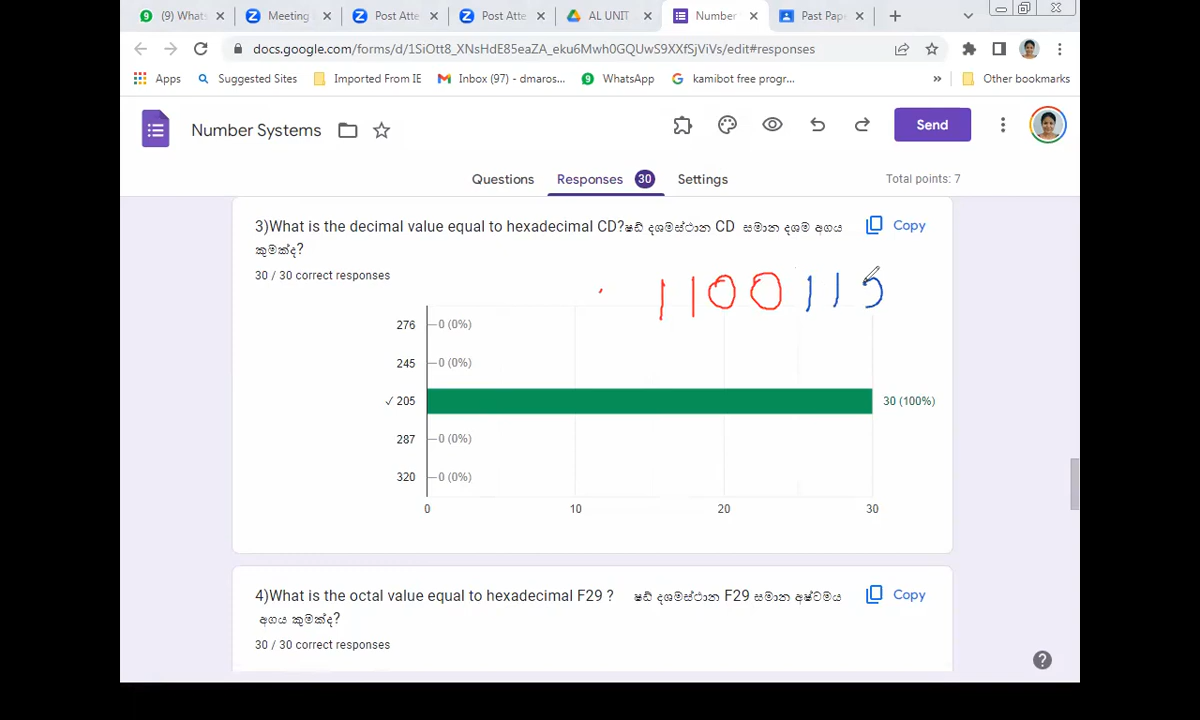 (9) Whats
Meeting
Post Atte
Post Atte
AL UNIT
Number
Past Pape
docs.google.com/forms/d/1SiOtt8_XNsHdE85eaZA_eku6Mwh0GQUwS9XXfSjViVs/edit#responses
Apps
Suggested Sites
Imported From IE
Inbox (97) - dmaros...
WhatsApp
kamibot free progr...
»
Other bookmarks
Number Systems
Send
Questions
Responses 30
Settings
Total points: 7
3)What is the decimal value equal to hexadecimal CD?ෂඩ් දශමස්ථාන CD සමාන දශම අගය
කුමක්ද?
Copy
30 / 30 correct responses
1100 11
276 0 (0%)
245 0 (0%)
✓ 205 30 (100%)
287 0 (0%)
320 0 (0%)
0 10 20 30
4)What is the octal value equal to hexadecimal F29 ? ෂඩ් දශමස්ථාන F29 සමාන අෂ්ටමය
අගය කුමක්ද?
Copy
30 / 30 correct responses